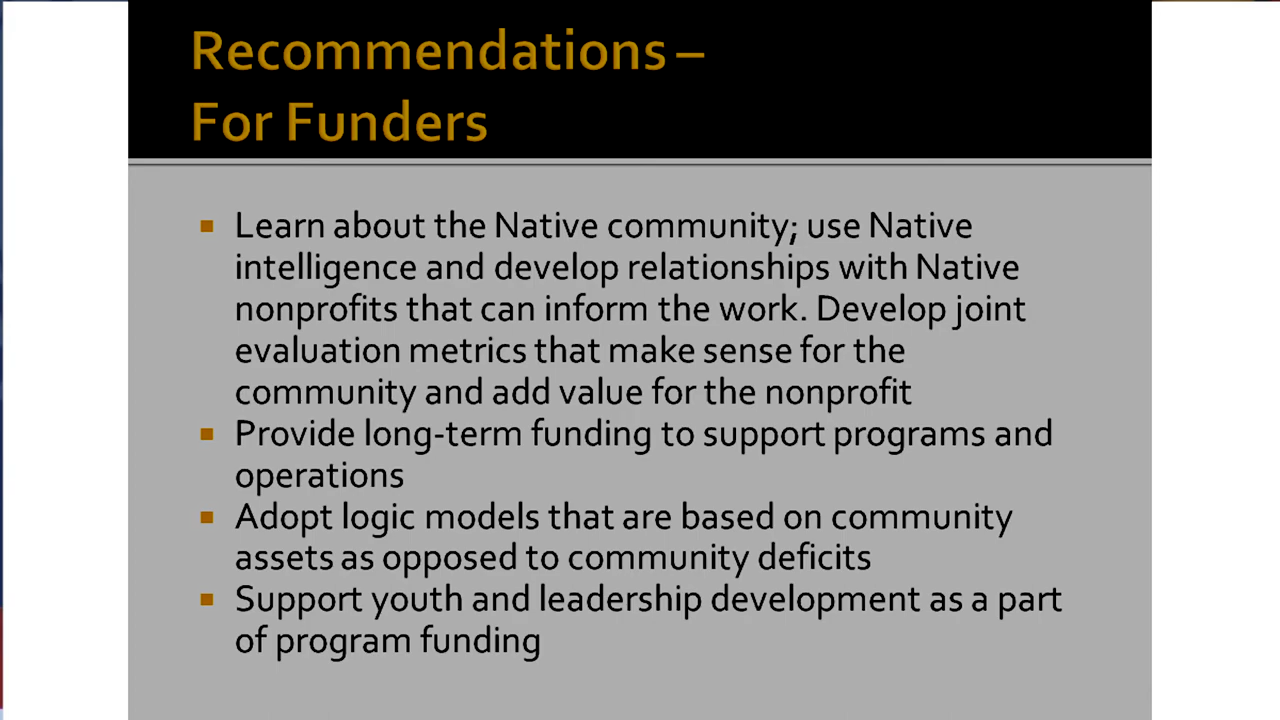 Recommendations –
For Funders
Learn about the Native community; use Native
intelligence and develop relationships with Native
nonprofits that can inform the work. Develop joint
evaluation metrics that make sense for the
community and add value for the nonprofit
Provide long-term funding to support programs and
operations
Adopt logic models that are based on community
assets as opposed to community deficits
Support youth and leadership development as a part
of program funding